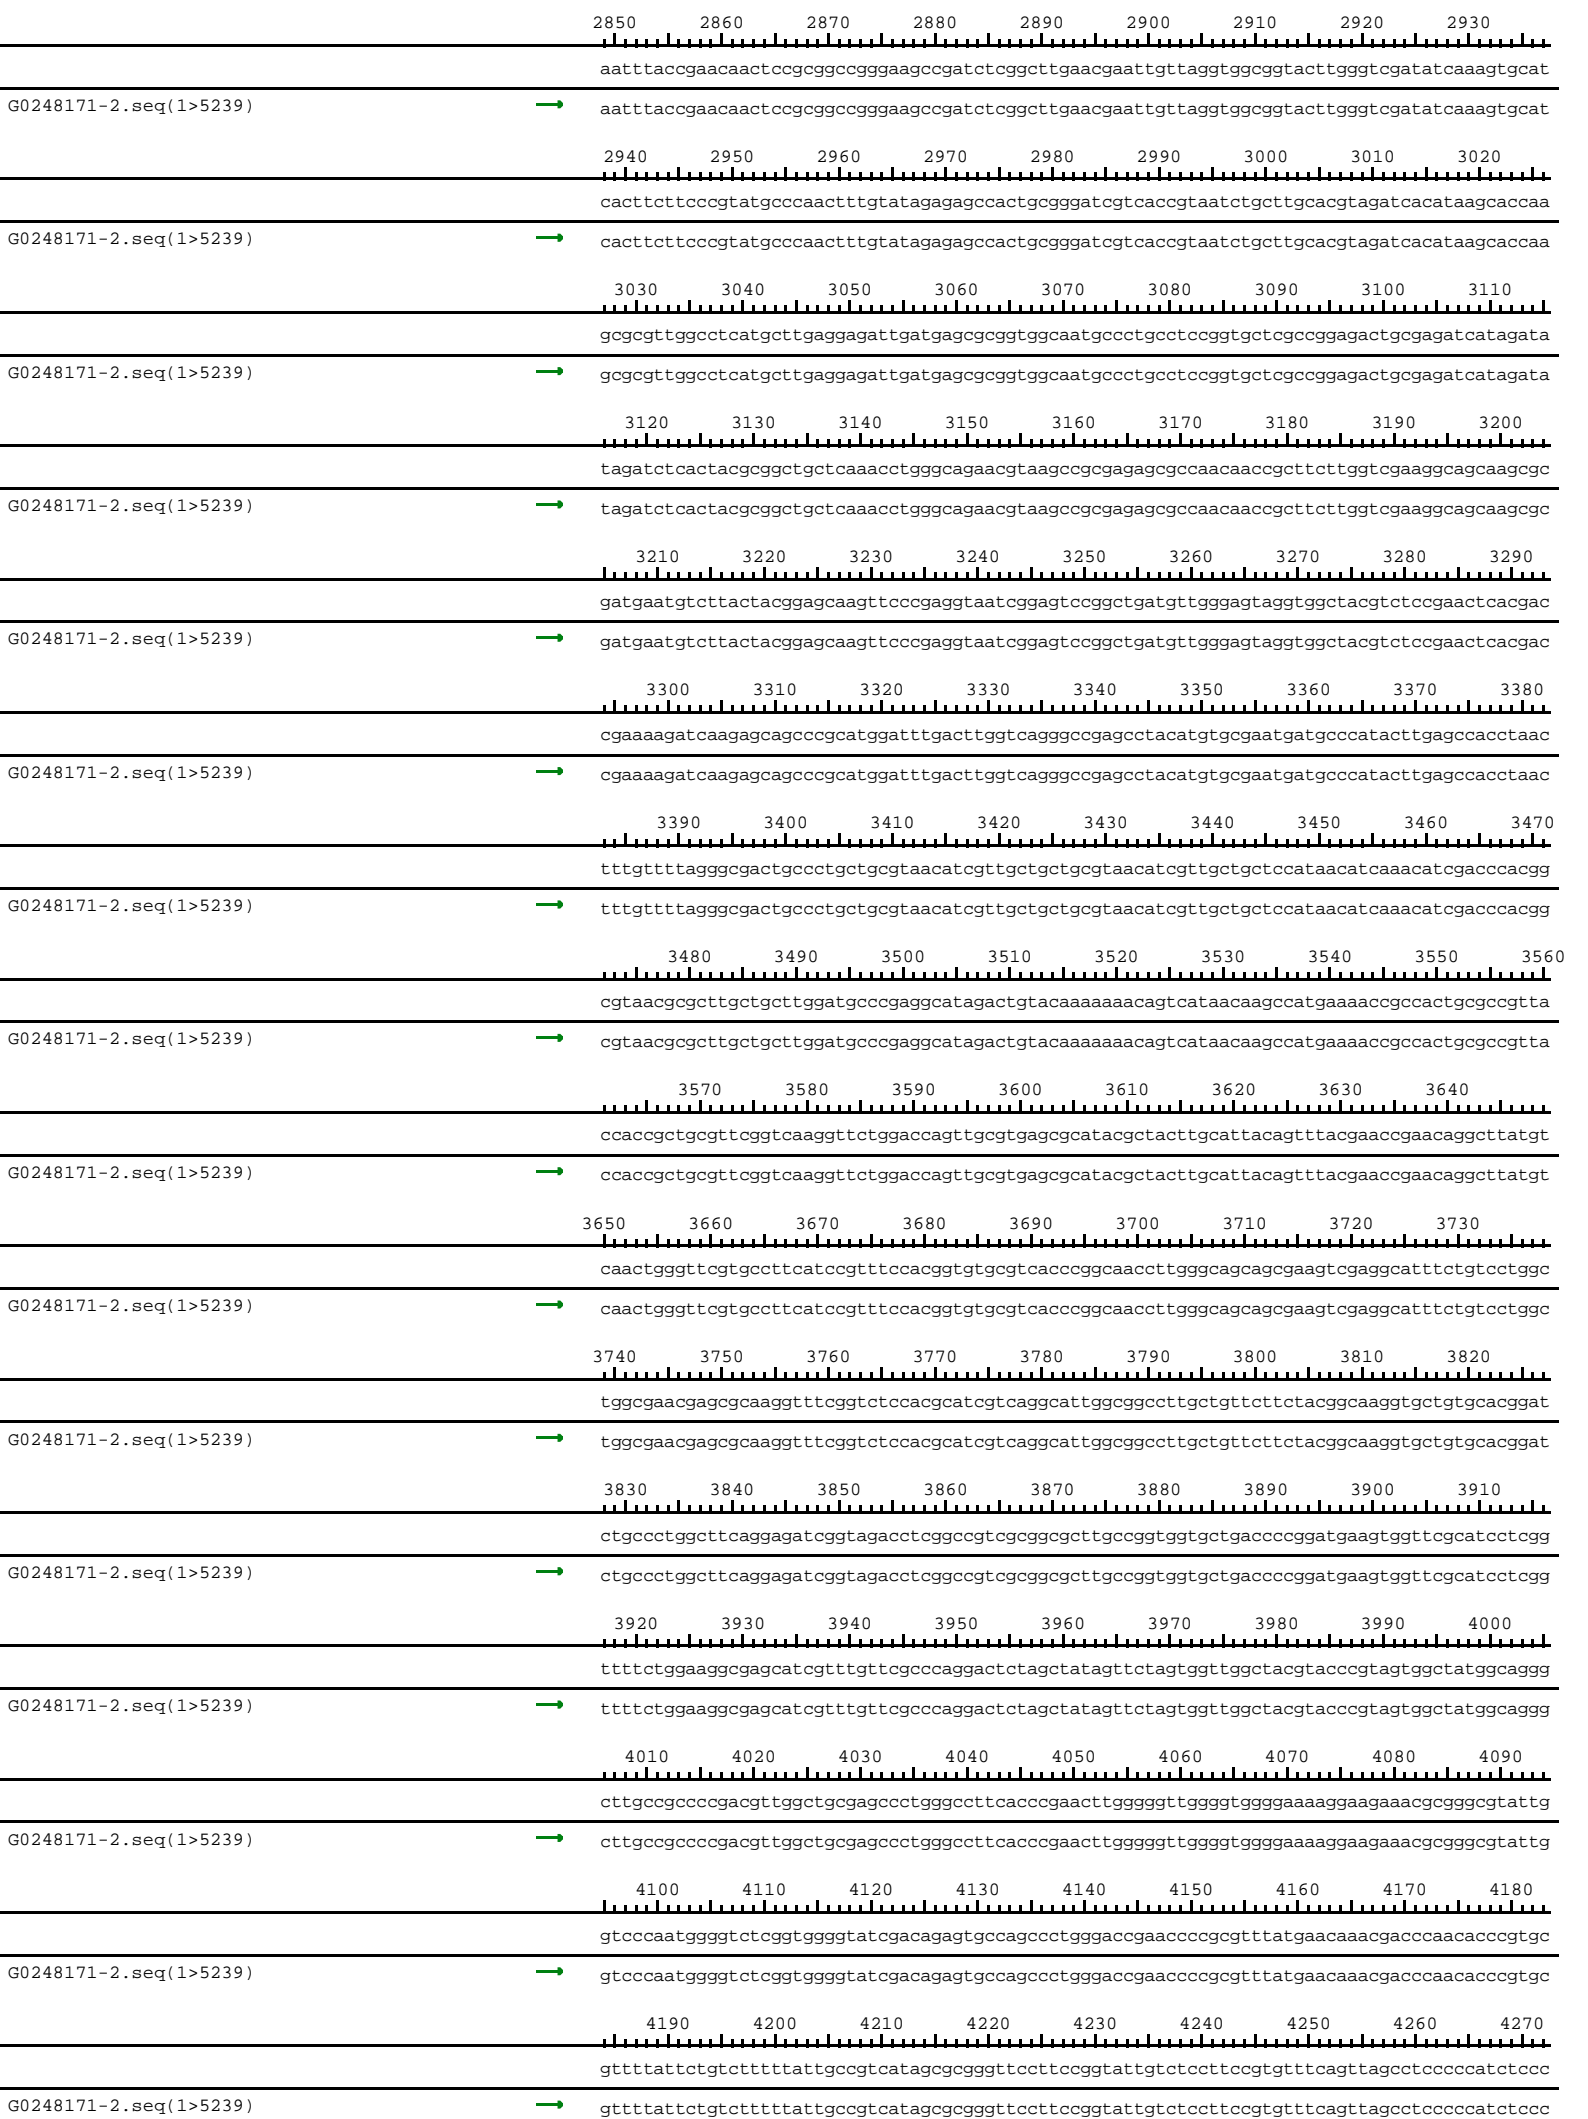 2850 2860 2870 2880 2890 2900 2910 2920 2930
aatttaccgaacaactccgcggccgggaagccgatctcggcttgaacgaattgttaggtggcggtacttgggtcgatatcaaagtgcat
G0248171-2.seq(1>5239) aatttaccgaacaactccgcggccgggaagccgatctcggcttgaacgaattgttaggtggcggtacttgggtcgatatcaaagtgcat
2940 2950 2960 2970 2980 2990 3000 3010 3020
cacttcttcccgtatgcccaactttgtatagagagccactgcgggatcgtcaccgtaatctgcttgcacgtagatcacataagcaccaa
G0248171-2.seq(1>5239) cacttcttcccgtatgcccaactttgtatagagagccactgcgggatcgtcaccgtaatctgcttgcacgtagatcacataagcaccaa
3030 3040 3050 3060 3070 3080 3090 3100 3110
gcgcgttggcctcatgcttgaggagattgatgagcgcggtggcaatgccctgcctccggtgctcgccggagactgcgagatcatagata
G0248171-2.seq(1>5239) gcgcgttggcctcatgcttgaggagattgatgagcgcggtggcaatgccctgcctccggtgctcgccggagactgcgagatcatagata
3120 3130 3140 3150 3160 3170 3180 3190 3200
tagatctcactacgcggctgctcaaacctgggcagaacgtaagccgcgagagcgccaacaaccgcttcttggtcgaaggcagcaagcgc
G0248171-2.seq(1>5239) tagatctcactacgcggctgctcaaacctgggcagaacgtaagccgcgagagcgccaacaaccgcttcttggtcgaaggcagcaagcgc
3210 3220 3230 3240 3250 3260 3270 3280 3290
gatgaatgtcttactacggagcaagttcccgaggtaatcggagtccggctgatgttgggagtaggtggctacgtctccgaactcacgac
G0248171-2.seq(1>5239) gatgaatgtcttactacggagcaagttcccgaggtaatcggagtccggctgatgttgggagtaggtggctacgtctccgaactcacgac
3300 3310 3320 3330 3340 3350 3360 3370 3380
cgaaaagatcaagagcagcccgcatggatttgacttggtcagggccgagcctacatgtgcgaatgatgcccatacttgagccacctaac
G0248171-2.seq(1>5239) cgaaaagatcaagagcagcccgcatggatttgacttggtcagggccgagcctacatgtgcgaatgatgcccatacttgagccacctaac
3390 3400 3410 3420 3430 3440 3450 3460 3470
tttgttttagggcgactgccctgctgcgtaacatcgttgctgctgcgtaacatcgttgctgctccataacatcaaacatcgacccacgg
G0248171-2.seq(1>5239) tttgttttagggcgactgccctgctgcgtaacatcgttgctgctgcgtaacatcgttgctgctccataacatcaaacatcgacccacgg
3480 3490 3500 3510 3520 3530 3540 3550 3560
cgtaacgcgcttgctgcttggatgcccgaggcatagactgtacaaaaaaacagtcataacaagccatgaaaaccgccactgcgccgtta
G0248171-2.seq(1>5239) cgtaacgcgcttgctgcttggatgcccgaggcatagactgtacaaaaaaacagtcataacaagccatgaaaaccgccactgcgccgtta
3570 3580 3590 3600 3610 3620 3630 3640
ccaccgctgcgttcggtcaaggttctggaccagttgcgtgagcgcatacgctacttgcattacagtttacgaaccgaacaggcttatgt
G0248171-2.seq(1>5239) ccaccgctgcgttcggtcaaggttctggaccagttgcgtgagcgcatacgctacttgcattacagtttacgaaccgaacaggcttatgt
3650 3660 3670 3680 3690 3700 3710 3720 3730
caactgggttcgtgccttcatccgtttccacggtgtgcgtcacccggcaaccttgggcagcagcgaagtcgaggcatttctgtcctggc
G0248171-2.seq(1>5239) caactgggttcgtgccttcatccgtttccacggtgtgcgtcacccggcaaccttgggcagcagcgaagtcgaggcatttctgtcctggc
3740 3750 3760 3770 3780 3790 3800 3810 3820
tggcgaacgagcgcaaggtttcggtctccacgcatcgtcaggcattggcggccttgctgttcttctacggcaaggtgctgtgcacggat
G0248171-2.seq(1>5239) tggcgaacgagcgcaaggtttcggtctccacgcatcgtcaggcattggcggccttgctgttcttctacggcaaggtgctgtgcacggat
3830 3840 3850 3860 3870 3880 3890 3900 3910
ctgccctggcttcaggagatcggtagacctcggccgtcgcggcgcttgccggtggtgctgaccccggatgaagtggttcgcatcctcgg
G0248171-2.seq(1>5239) ctgccctggcttcaggagatcggtagacctcggccgtcgcggcgcttgccggtggtgctgaccccggatgaagtggttcgcatcctcgg
3920 3930 3940 3950 3960 3970 3980 3990 4000
ttttctggaaggcgagcatcgtttgttcgcccaggactctagctatagttctagtggttggctacgtacccgtagtggctatggcaggg
G0248171-2.seq(1>5239) ttttctggaaggcgagcatcgtttgttcgcccaggactctagctatagttctagtggttggctacgtacccgtagtggctatggcaggg
4010 4020 4030 4040 4050 4060 4070 4080 4090
cttgccgccccgacgttggctgcgagccctgggccttcacccgaacttgggggttggggtggggaaaaggaagaaacgcgggcgtattg
G0248171-2.seq(1>5239) cttgccgccccgacgttggctgcgagccctgggccttcacccgaacttgggggttggggtggggaaaaggaagaaacgcgggcgtattg
4100 4110 4120 4130 4140 4150 4160 4170 4180
gtcccaatggggtctcggtggggtatcgacagagtgccagccctgggaccgaaccccgcgtttatgaacaaacgacccaacacccgtgc
G0248171-2.seq(1>5239) gtcccaatggggtctcggtggggtatcgacagagtgccagccctgggaccgaaccccgcgtttatgaacaaacgacccaacacccgtgc
4190 4200 4210 4220 4230 4240 4250 4260 4270
gttttattctgtctttttattgccgtcatagcgcgggttccttccggtattgtctccttccgtgtttcagttagcctcccccatctccc
G0248171-2.seq(1>5239) gttttattctgtctttttattgccgtcatagcgcgggttccttccggtattgtctccttccgtgtttcagttagcctcccccatctccc